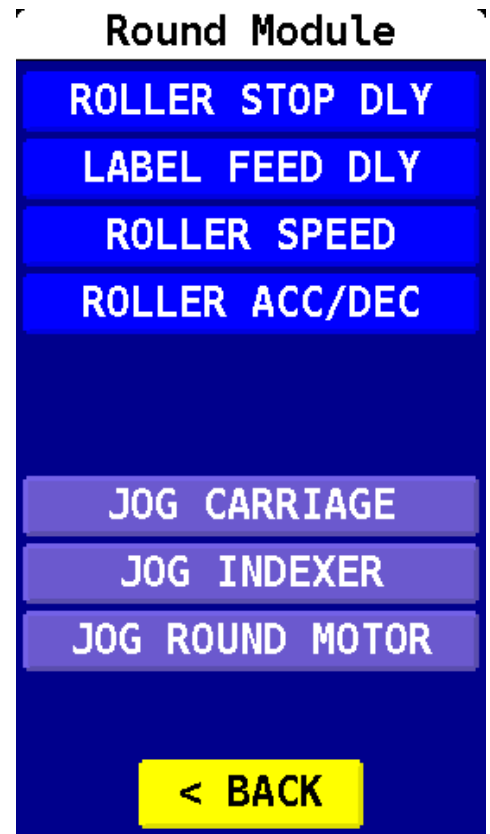 Round Module
ROLLER STOP DLY
LABEL FEED DLY
ROLLER SPEED
ROLLER ACC/DEC
JOG CARRIAGE
JOG INDEXER
JOG ROUND MOTOR
< BACK